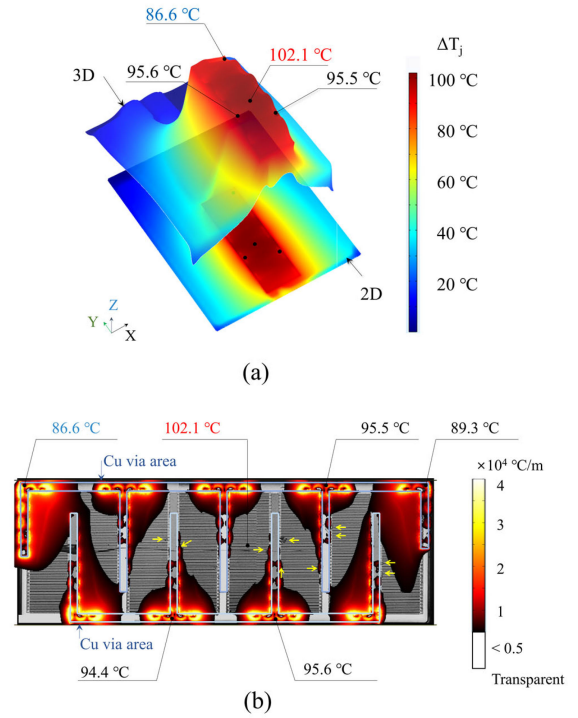 86.6 ℃
102.1 ℃
95.6 ℃
95.5 ℃
3D
ΔTj
100 ℃
80 ℃
60 ℃
40 ℃
20 ℃
2D
Z
Y
X
(a)
86.6 ℃
102.1 ℃
95.5 ℃
89.3 ℃
Cu via area
×10⁴ ℃/m
4
3
2
1
< 0.5
Transparent
Cu via area
94.4 ℃
95.6 ℃
(b)